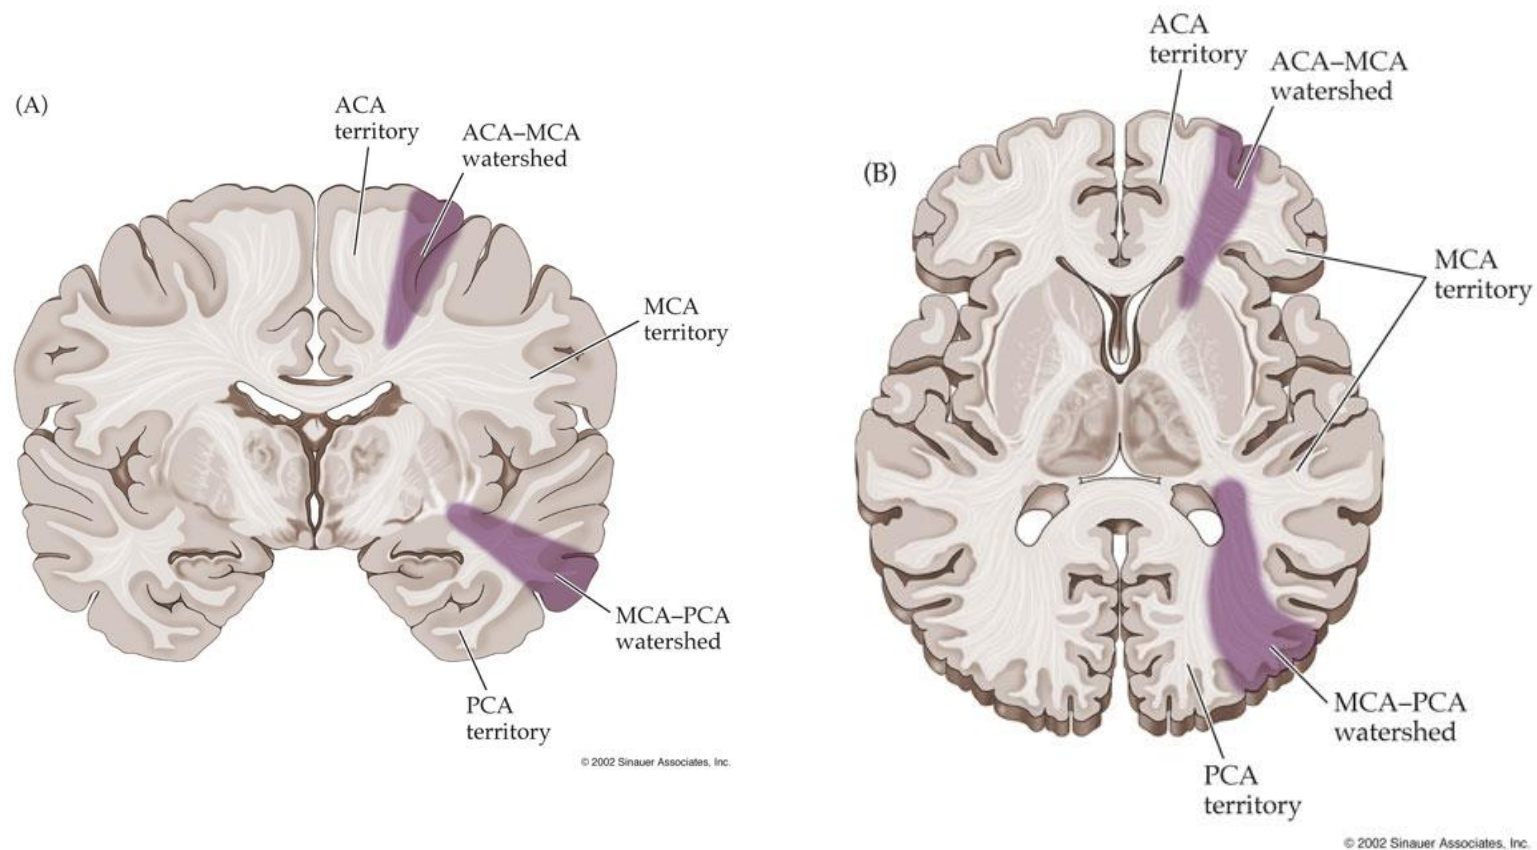 (A)
ACA
territory
ACA–MCA
watershed
MCA
territory
MCA–PCA
watershed
PCA
territory
© 2002 Sinauer Associates, Inc.
(B)
ACA
territory
ACA–MCA
watershed
MCA
territory
MCA–PCA
watershed
PCA
territory
© 2002 Sinauer Associates, Inc.